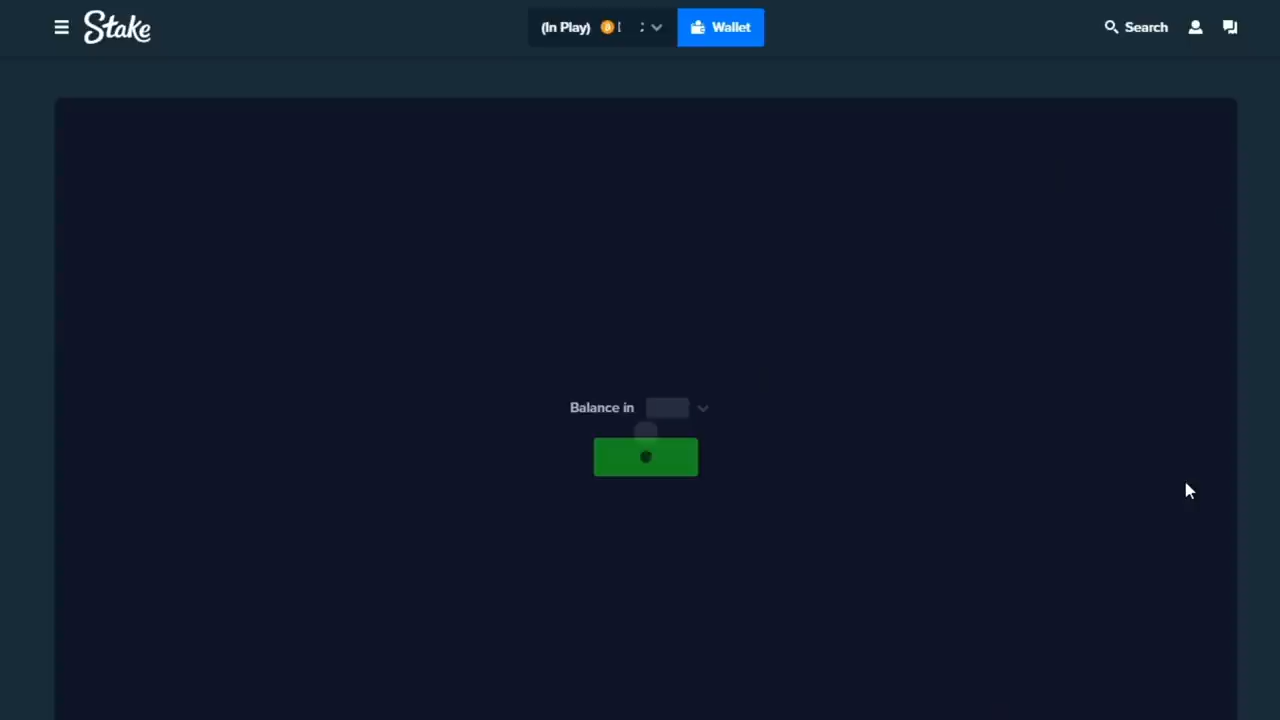 Stake
(In Play)
Wallet
Search
Balance in